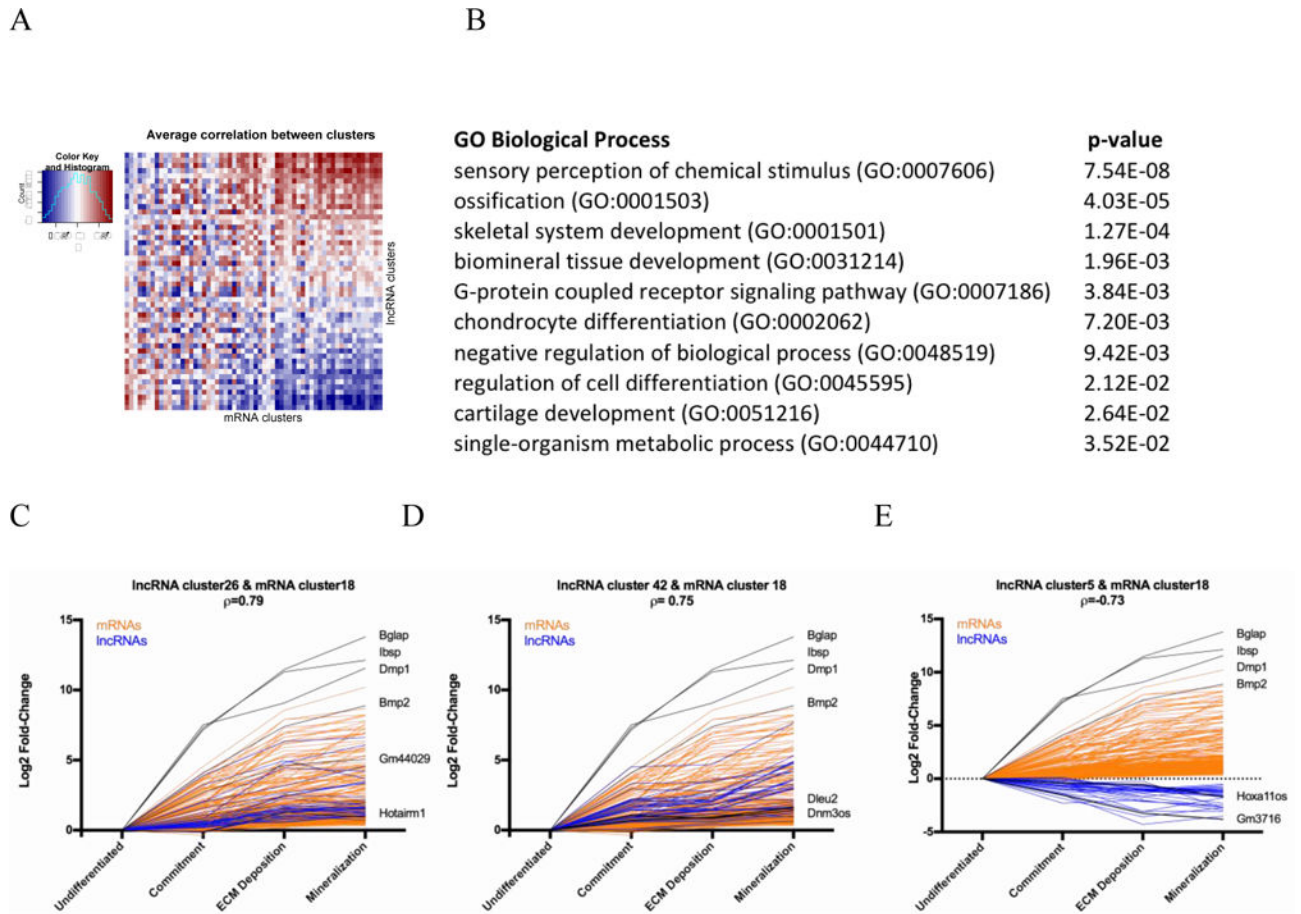 A
B
Average correlation between clusters
Color Key
and Histogram
Count
lncRNA clusters
mRNA clusters
GO Biological Process p-value
sensory perception of chemical stimulus (GO:0007606) 7.54E-08
ossification (GO:0001503) 4.03E-05
skeletal system development (GO:0001501) 1.27E-04
biomineral tissue development (GO:0031214) 1.96E-03
G-protein coupled receptor signaling pathway (GO:0007186) 3.84E-03
chondrocyte differentiation (GO:0002062) 7.20E-03
negative regulation of biological process (GO:0048519) 9.42E-03
regulation of cell differentiation (GO:0045595) 2.12E-02
cartilage development (GO:0051216) 2.64E-02
single-organism metabolic process (GO:0044710) 3.52E-02
C
D
E
lncRNA cluster26 & mRNA cluster18
ρ=0.79
mRNAs
lncRNAs
Log2 Fold-Change
15
10
5
0
Bglap
Ibsp
Dmp1
Bmp2
Gm44029
Hotairm1
Undifferentiated
Commitment
ECM Deposition
Mineralization
lncRNA cluster 42 & mRNA cluster 18
ρ= 0.75
mRNAs
lncRNAs
Log2 Fold-Change
15
10
5
0
Bglap
Ibsp
Dmp1
Bmp2
Dleu2
Dnm3os
Undifferentiated
Commitment
ECM Deposition
Mineralization
lncRNA cluster5 & mRNA cluster18
ρ=-0.73
mRNAs
lncRNAs
Log2 Fold-Change
15
10
5
0
-5
Bglap
Ibsp
Dmp1
Bmp2
Hoxa11os
Gm3716
Undifferentiated
Commitment
ECM Deposition
Mineralization